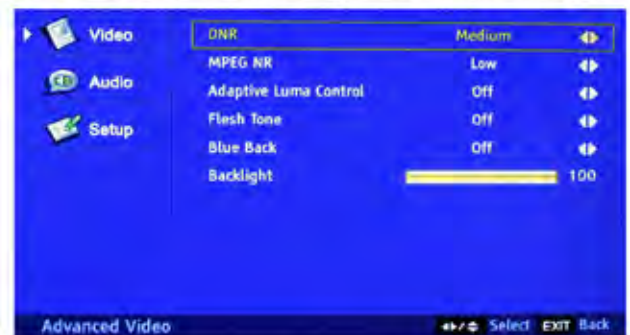 Video
Audio
Setup
DNR Medium
MPEG NR Low
Adaptive Luma Control Off
Flesh Tone Off
Blue Back Off
Backlight 100
Advanced Video Select EXIT Back